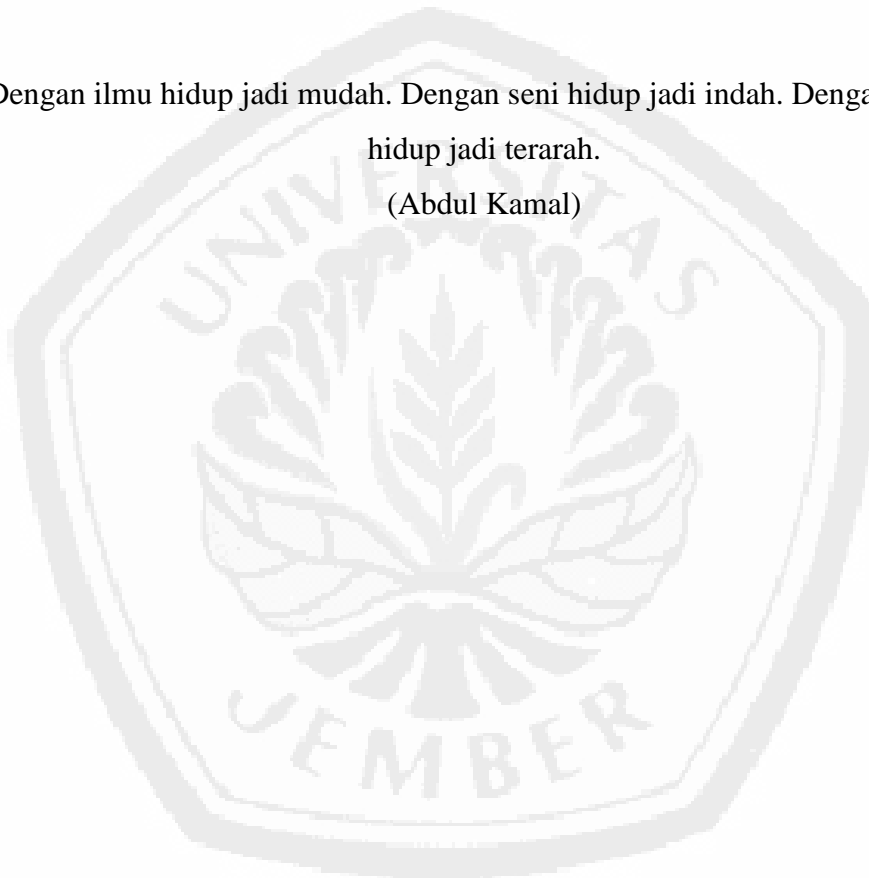 Dengan ilmu hidup jadi mudah. Dengan seni hidup jadi indah.
hidup jadi terarah.
(Abdul Kamal)
UNIVERSITAS
JEMBER